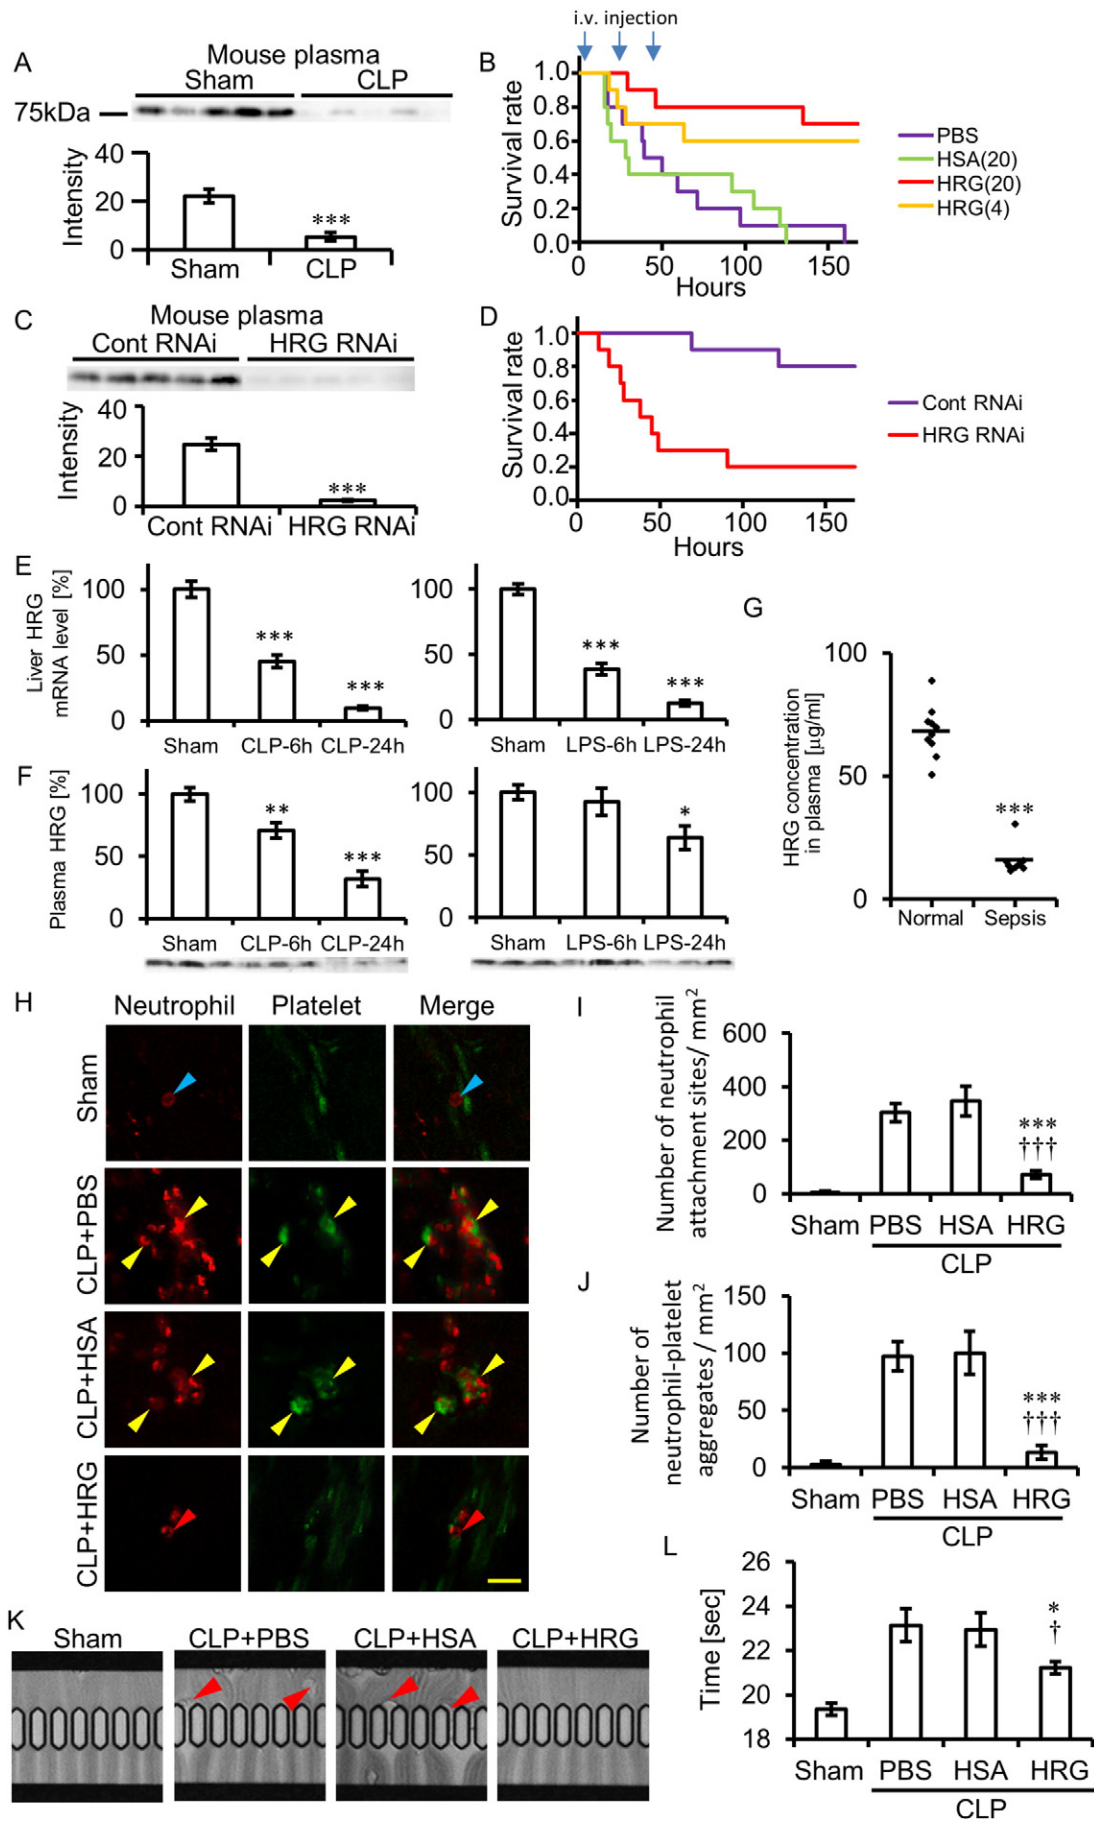 i.v. injection
A
Mouse plasma
Sham CLP
75kDa
Intensity
40
20
0
Sham CLP
***
B
Survival rate
1.0
0.8
0.6
0.4
0.2
0.0
0 50 100 150
Hours
PBS
HSA(20)
HRG(20)
HRG(4)
C
Mouse plasma
Cont RNAi HRG RNAi
Intensity
40
20
0
***
Cont RNAi HRG RNAi
D
Survival rate
1.0
0.8
0.6
0.4
0.2
0.0
0 50 100 150
Hours
Cont RNAi
HRG RNAi
E
Liver HRG
mRNA level [%]
100
50
0
***
***
Sham CLP-6h CLP-24h
100
50
0
***
***
Sham LPS-6h LPS-24h
F
Plasma HRG [%]
100
50
0
**
***
Sham CLP-6h CLP-24h
100
50
0
*
Sham LPS-6h LPS-24h
G
HRG concentration
in plasma [µg/ml]
100
50
0
***
Normal Sepsis
H
Neutrophil Platelet Merge
Sham
CLP+PBS
CLP+HSA
CLP+HRG
I
Number of neutrophil
attachment sites/ mm2
600
400
200
0
***
†††
Sham PBS HSA HRG
CLP
J
Number of
neutrophil-platelet
aggregates / mm2
150
100
50
0
***
†††
Sham PBS HSA HRG
CLP
K
Sham CLP+PBS CLP+HSA CLP+HRG
L
Time [sec]
26
24
22
20
18
*
†
Sham PBS HSA HRG
CLP